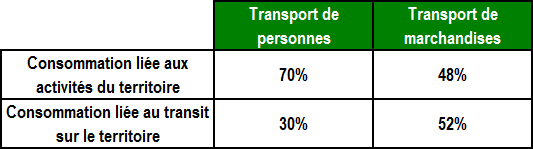 Transport de
personnes
Transport de
marchandises
Consommation liée aux
activités du territoire
70%
48%
Consommation liée au transit
sur le territoire
30%
52%